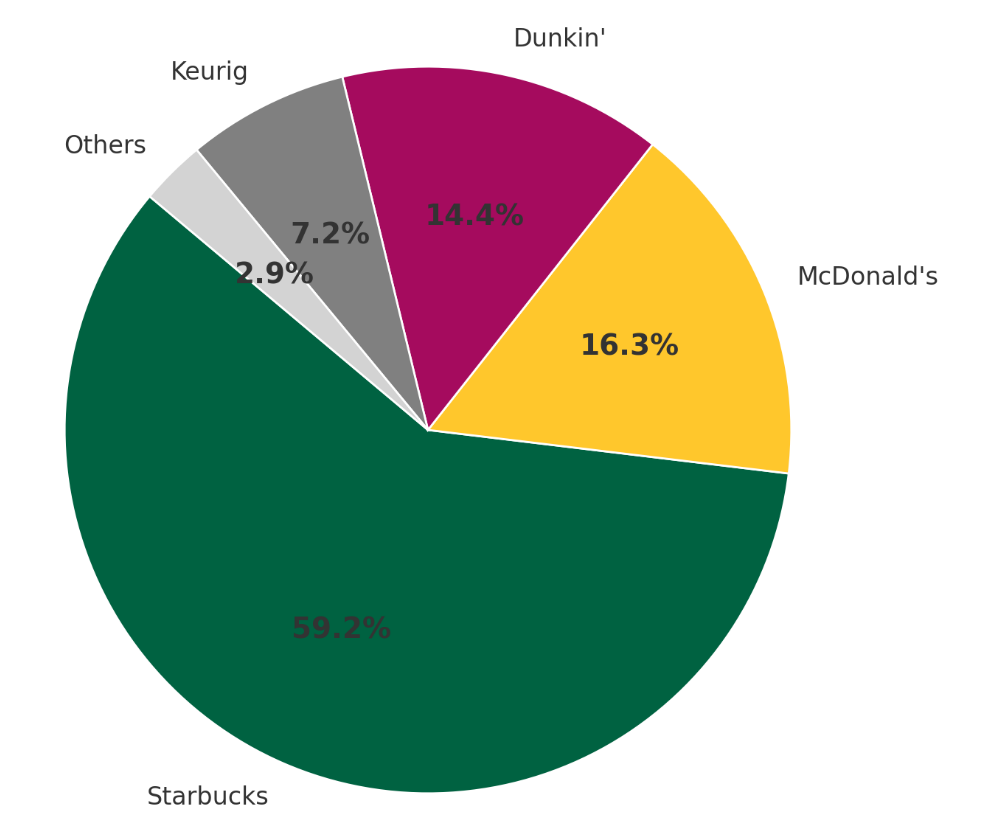 Dunkin'
Keurig
Others
14.4%
7.2%
2.9%
McDonald's
16.3%
59.2%
Starbucks